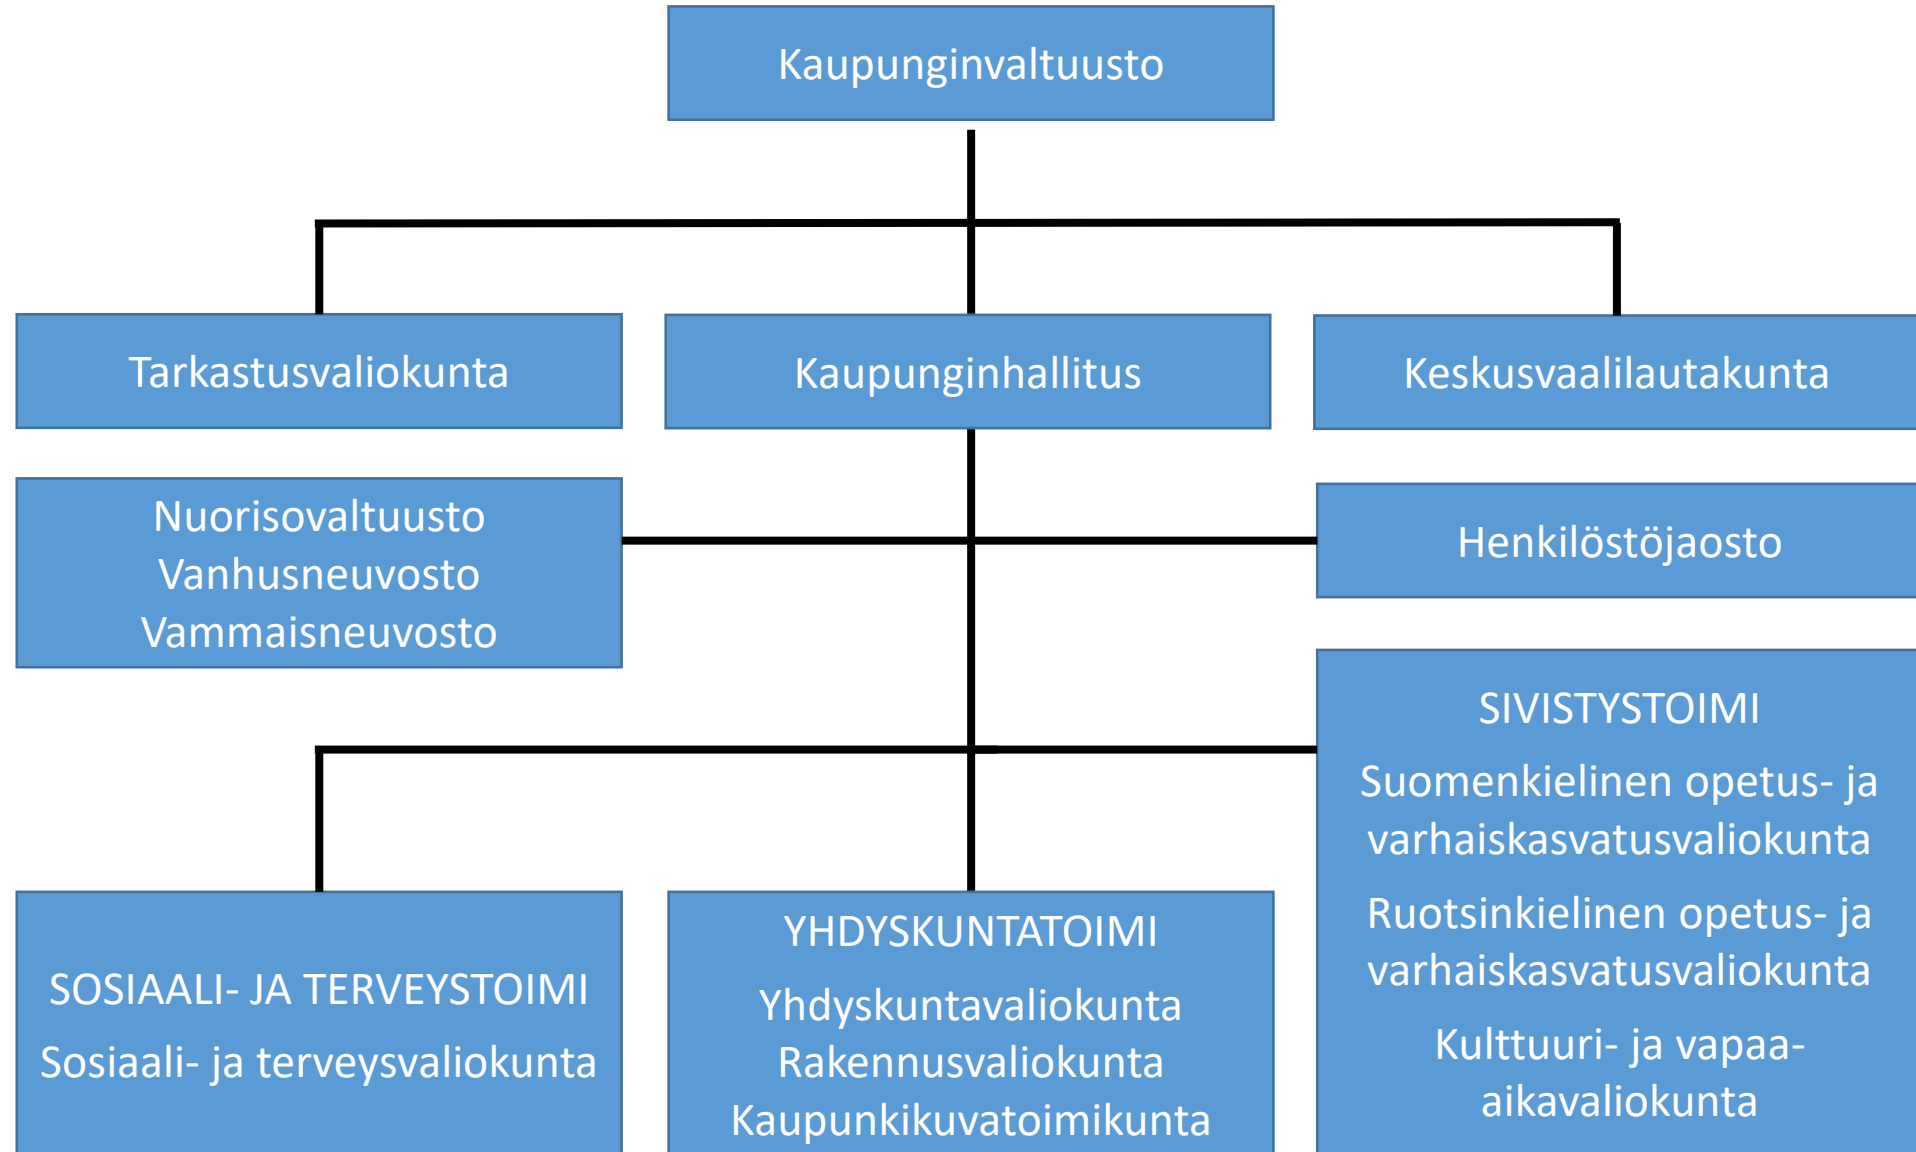 Kaupunginvaltuusto
Tarkastusvaliokunta
Kaupunginhallitus
Keskusvaalilautakunta
Nuorisovaltuusto
Vanhusneuvosto
Vammaisneuvosto
Henkilöstöjaosto
SOSIAALI- JA TERVEYSTOIMI
Sosiaali- ja terveysvaliokunta
YHDYSKUNTATOIMI
Yhdyskuntavaliokunta
Rakennusvaliokunta
Kaupunkikuvatoimikunta
SIVISTYSTOIMI
Suomenkielinen opetus- ja
varhaiskasvatusvaliokunta
Ruotsinkielinen opetus- ja
varhaiskasvatusvaliokunta
Kulttuuri- ja vapaa-
aikavaliokunta